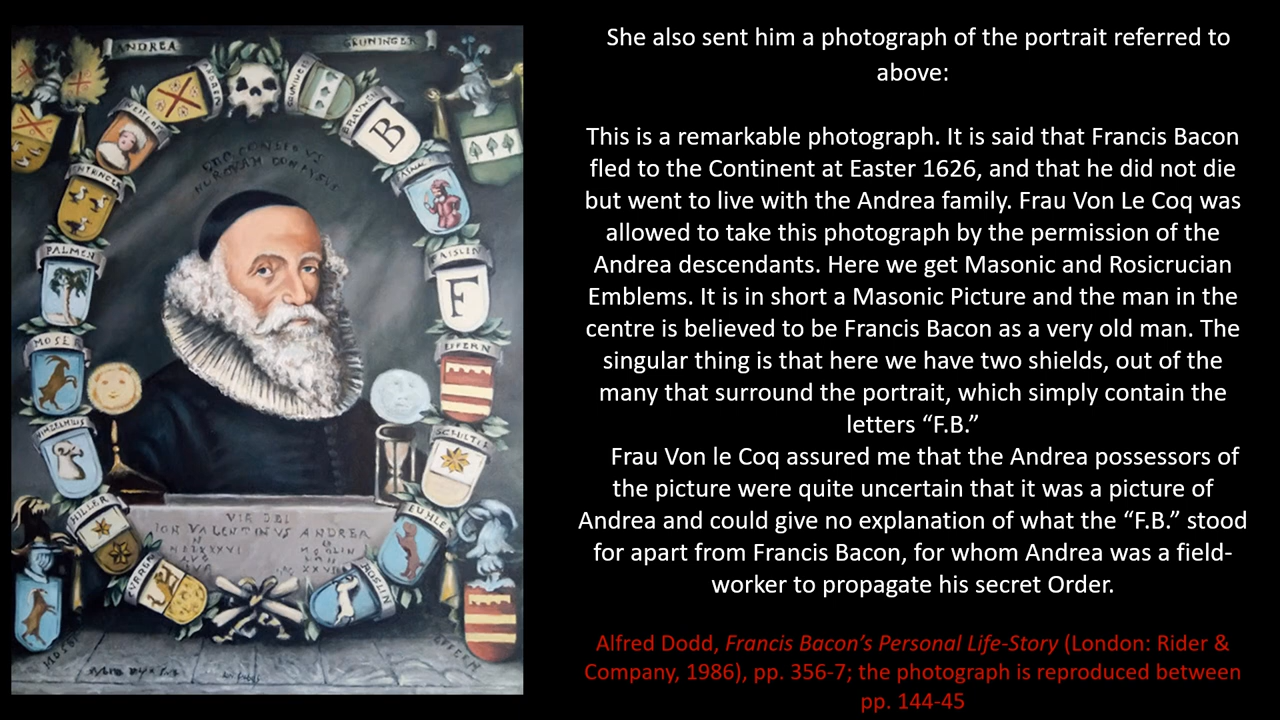 She also sent him a photograph of the portrait referred to
above:
This is a remarkable photograph. It is said that Francis Bacon
fled to the Continent at Easter 1626, and that he did not die
but went to live with the Andrea family. Frau Von Le Coq was
allowed to take this photograph by the permission of the
Andrea descendants. Here we get Masonic and Rosicrucian
Emblems. It is in short a Masonic Picture and the man in the
centre is believed to be Francis Bacon as a very old man. The
singular thing is that here we have two shields, out of the
many that surround the portrait, which simply contain the
letters “F.B.”
Frau Von le Coq assured me that the Andrea possessors of
the picture were quite uncertain that it was a picture of
Andrea and could give no explanation of what the “F.B.” stood
for apart from Francis Bacon, for whom Andrea was a field-
worker to propagate his secret Order.
Alfred Dodd, Francis Bacon’s Personal Life-Story (London: Rider &
Company, 1986), pp. 356-7; the photograph is reproduced between
pp. 144-45
ANDREA
GRUNINGER
B
PALMER
F
MOSER
EFFERN
SCHULTEI
HILLER
EUHLER
ION VALENTINVS ANDREA